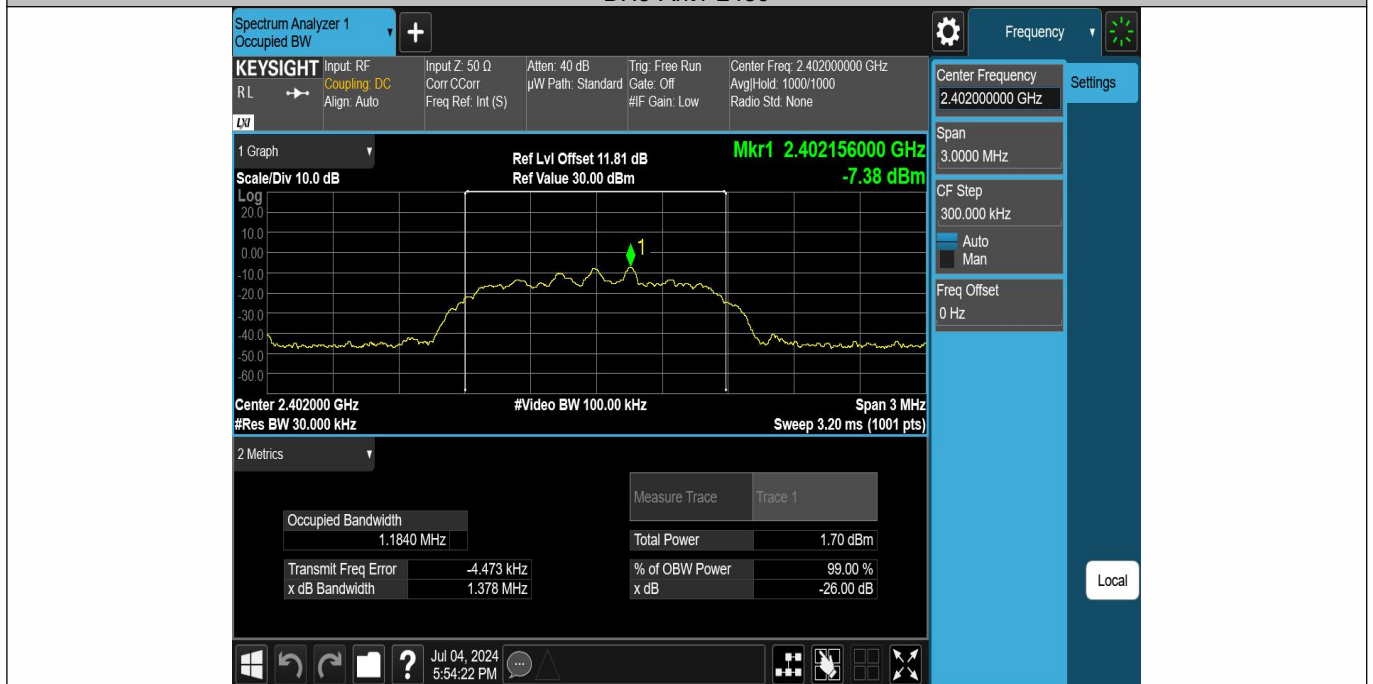 Spectrum Analyzer 1
Occupied BW
Frequency
KEYSIGHT
R L
LXI
Input: RF
Coupling: DC
Align: Auto
Input Z: 50 Ω
Corr CCorr
Freq Ref: Int (S)
Atten: 40 dB
µW Path: Standard
Trig: Free Run
Gate: Off
#IF Gain: Low
Center Freq: 2.402000000 GHz
Avg|Hold: 1000/1000
Radio Std: None
Center Frequency
2.402000000 GHz
Settings
Span
3.0000 MHz
CF Step
300.000 kHz
Auto
Man
Freq Offset
0 Hz
Local
1 Graph
Scale/Div 10.0 dB
Ref Lvl Offset 11.81 dB
Ref Value 30.00 dBm
Mkr1 2.402156000 GHz
-7.38 dBm
Log
20.0
10.0
0.00
-10.0
-20.0
-30.0
-40.0
-50.0
-60.0
1
Center 2.402000 GHz
#Video BW 100.00 kHz
Span 3 MHz
#Res BW 30.000 kHz
Sweep 3.20 ms (1001 pts)
2 Metrics
Measure Trace
Trace 1
Occupied Bandwidth
1.1840 MHz
Total Power
1.70 dBm
Transmit Freq Error
-4.473 kHz
% of OBW Power
99.00 %
x dB Bandwidth
1.378 MHz
x dB
-26.00 dB
Jul 04, 2024
5:54:22 PM